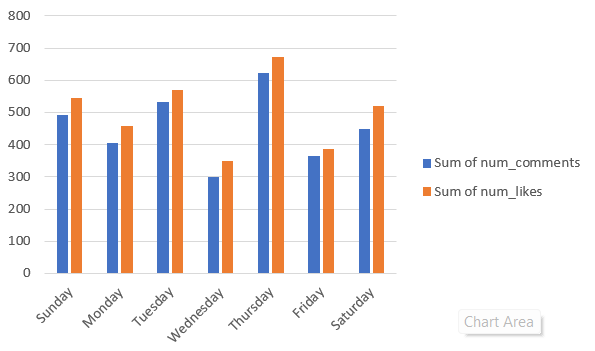 800
700
600
500
400
300
200
100
0
Sunday
Monday
Tuesday
Wednesday
Thursday
Friday
Saturday
Sum of num_comments
Sum of num_likes
Chart Area